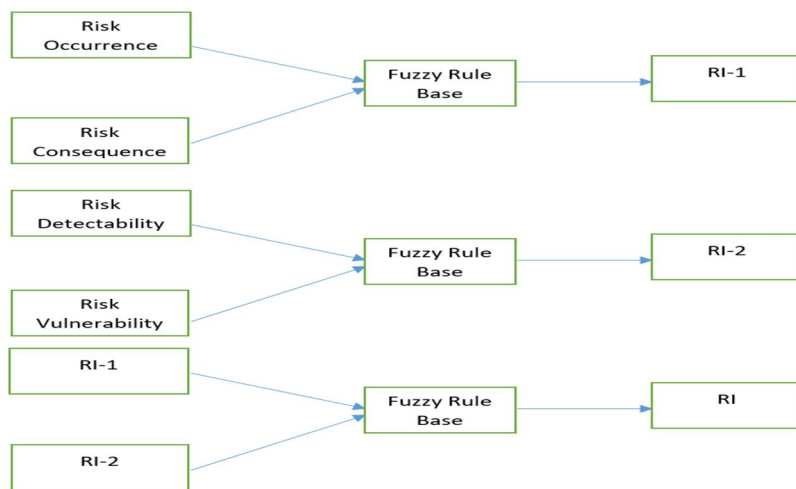 Risk
Occurrence
Fuzzy Rule
Base
RI-1
Risk
Consequence
Risk
Detectability
Fuzzy Rule
Base
RI-2
Risk
Vulnerability
RI-1
Fuzzy Rule
Base
RI
RI-2